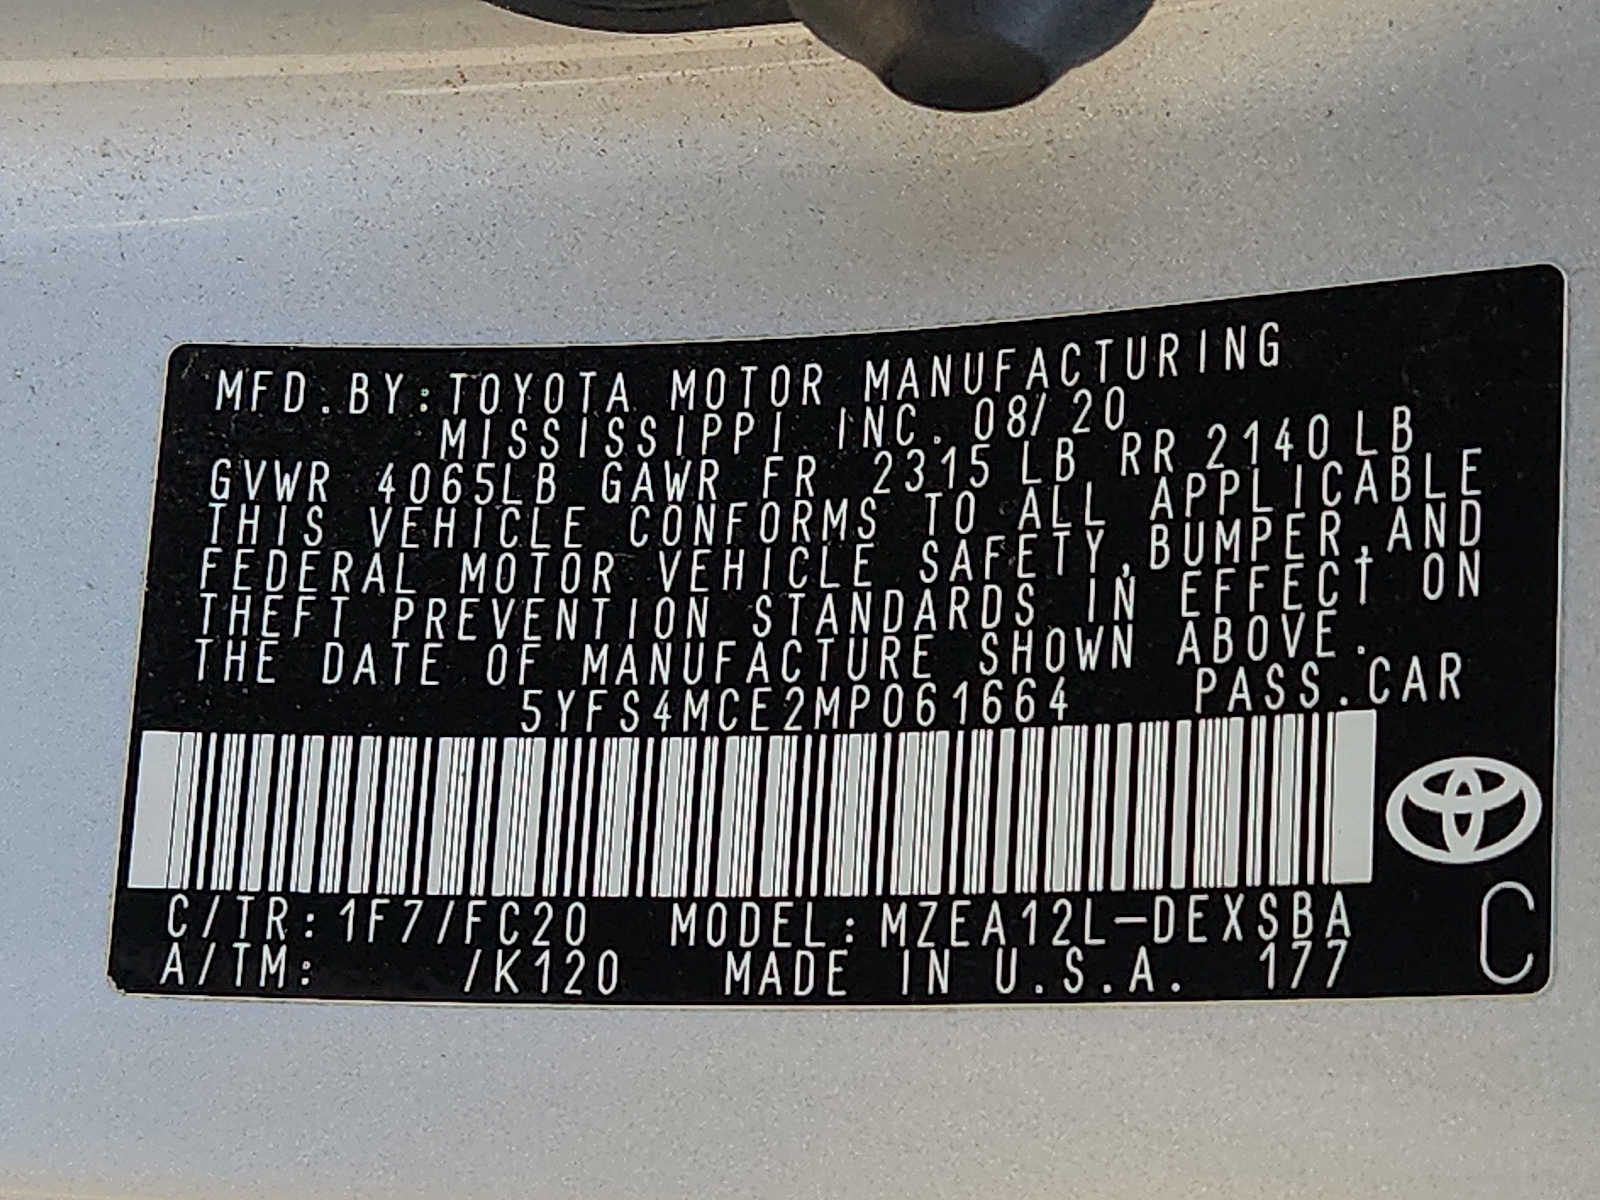 MFD.BY:TOYOTA MOTOR MANUFACTURING
MISSISSIPPI INC. 08/20
GVWR 4065LB GAWR FR 2315 LB RR 2140 LB
THIS VEHICLE CONFORMS TO ALL APPLICABLE
FEDERAL MOTOR VEHICLE SAFETY,BUMPER,AND
THEFT PREVENTION STANDARDS IN EFFECT ON
THE DATE OF MANUFACTURE SHOWN ABOVE.
5YFS4MCE2MP061664 PASS.CAR
C/TR:1F7/FC20 MODEL:MZEA12L-DEXSBA
A/TM: /K120 MADE IN U.S.A. 177
C